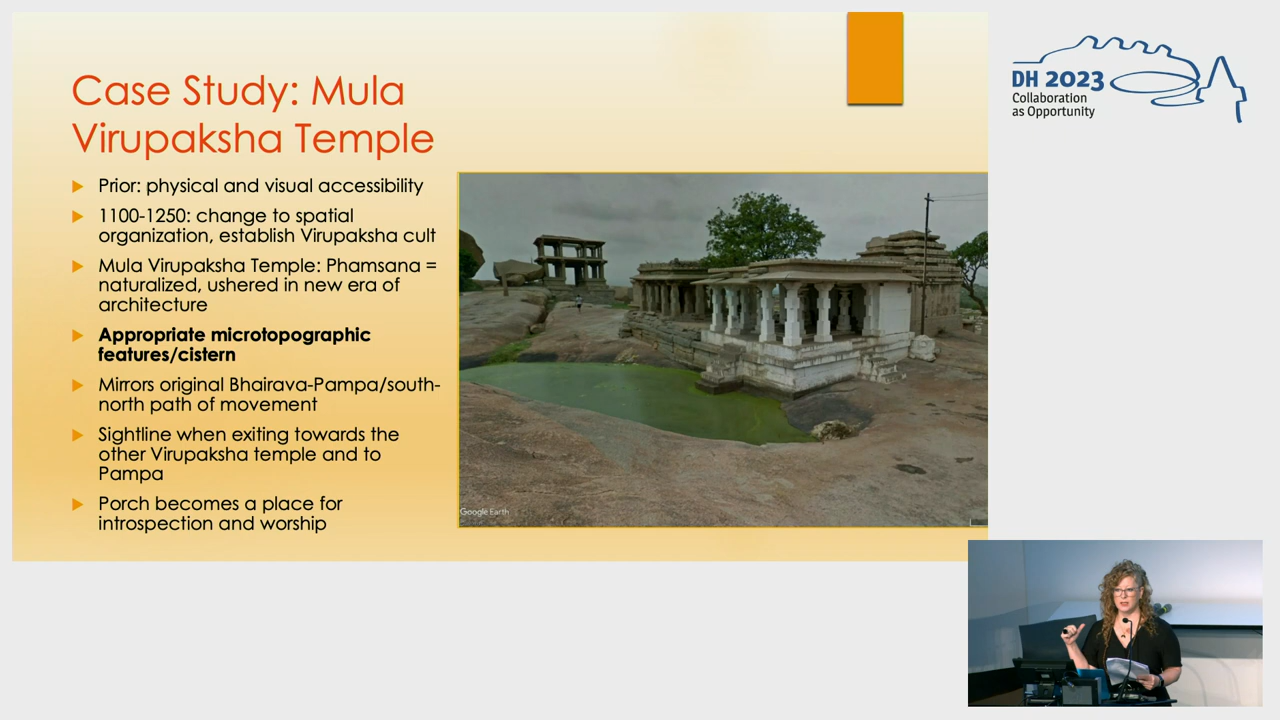 Case Study: Mula
Virupaksha Temple
Prior: physical and visual accessibility
1100-1250: change to spatial
organization, establish Virupaksha cult
Mula Virupaksha Temple: Phamsana =
naturalized, ushered in new era of
architecture
Appropriate microtopographic
features/cistern
Mirrors original Bhairava-Pampa/south-
north path of movement
Sightline when exiting towards the
other Virupaksha temple and to
Pampa
Porch becomes a place for
introspection and worship
Google Earth
DH 2023
Collaboration
as Opportunity